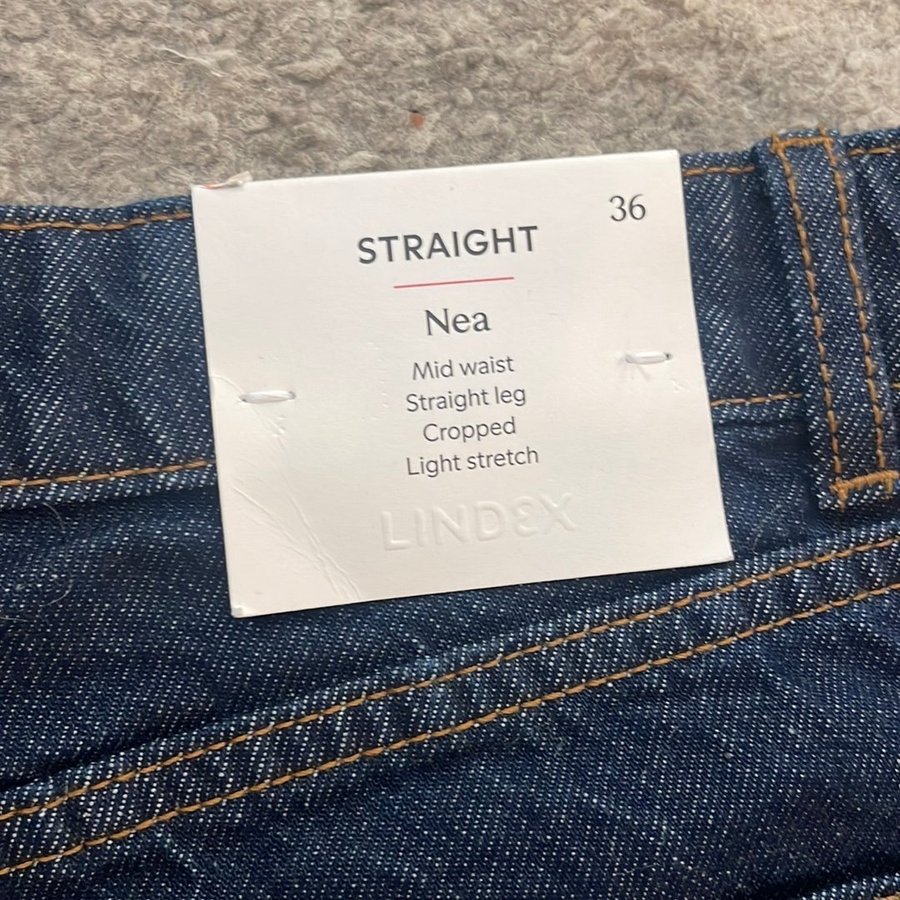 36
STRAIGHT
Nea
Mid waist
Straight leg
Cropped
Light stretch
LINDEX